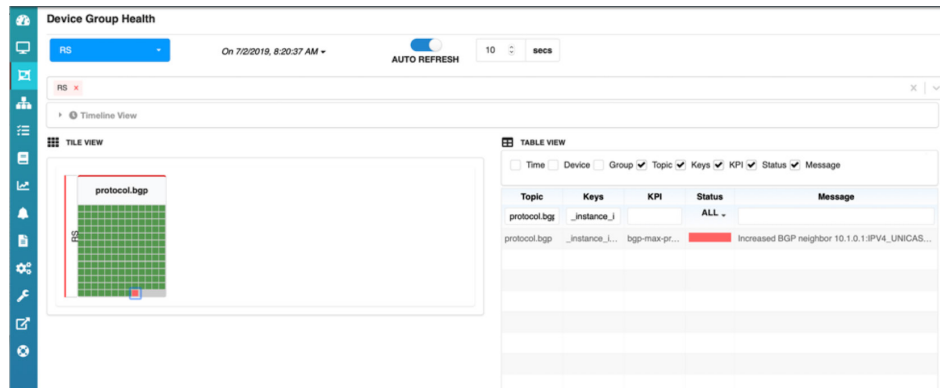 Device Group Health
RS
On 7/2/2019, 8:20:37 AM
AUTO REFRESH
10 secs
RS ×
Timeline View
TILE VIEW
protocol.bgp
RS
TABLE VIEW
Time Device Group Topic Keys KPI Status Message
Topic Keys KPI Status Message
protocol.bg _instance_i ALL
protocol.bgp _instance_i... bgp-max-pr... Increased BGP neighbor 10.1.0.1:IPV4_UNICAS...